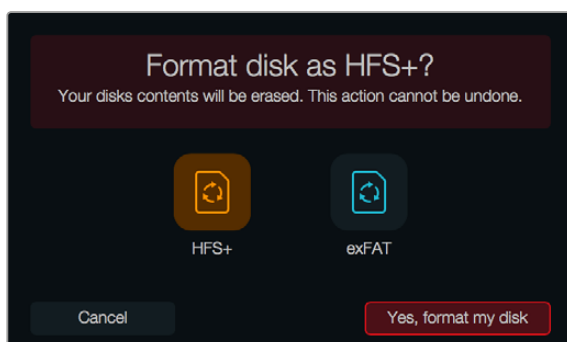 Format disk as HFS+?
Your disks contents will be erased. This action cannot be undone.
HFS+ exFAT
Cancel Yes, format my disk